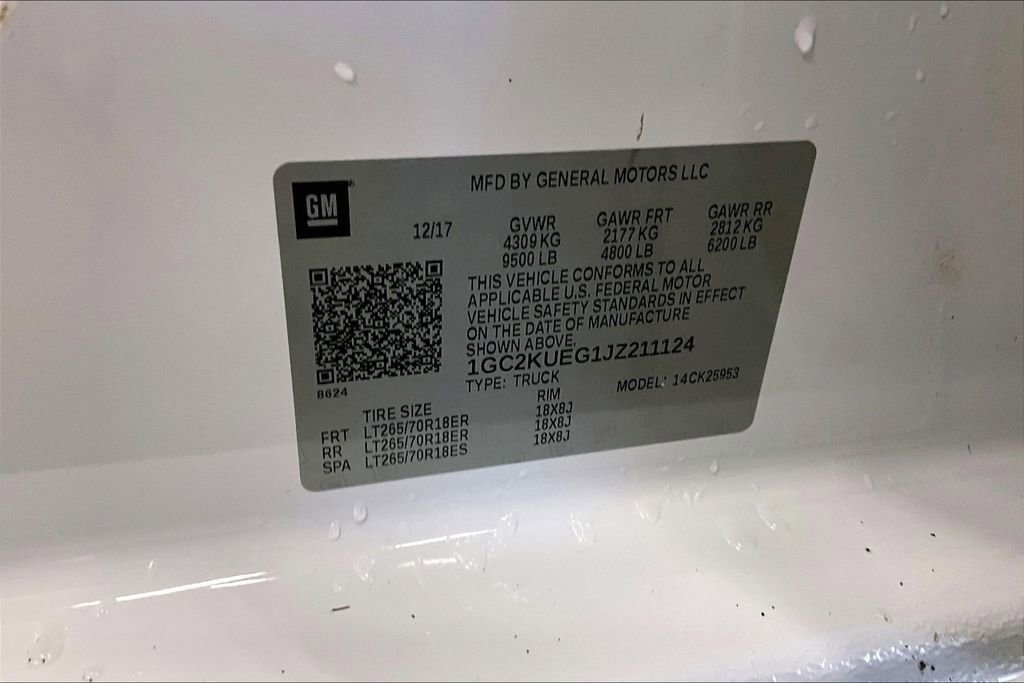 GM
MFD BY GENERAL MOTORS LLC
12/17
GVWR
4309 KG
9500 LB
GAWR FRT
2177 KG
4800 LB
GAWR RR
2812 KG
6200 LB
THIS VEHICLE CONFORMS TO ALL
APPLICABLE U.S. FEDERAL MOTOR
VEHICLE SAFETY STANDARDS IN EFFECT
ON THE DATE OF MANUFACTURE
SHOWN ABOVE.
1GC2KUEG1JZ211124
TYPE: TRUCK MODEL: 14CK25953
8624
TIRE SIZE RIM
FRT LT265/70R18ER 18X8J
RR LT265/70R18ER 18X8J
SPA LT265/70R18ES 18X8J